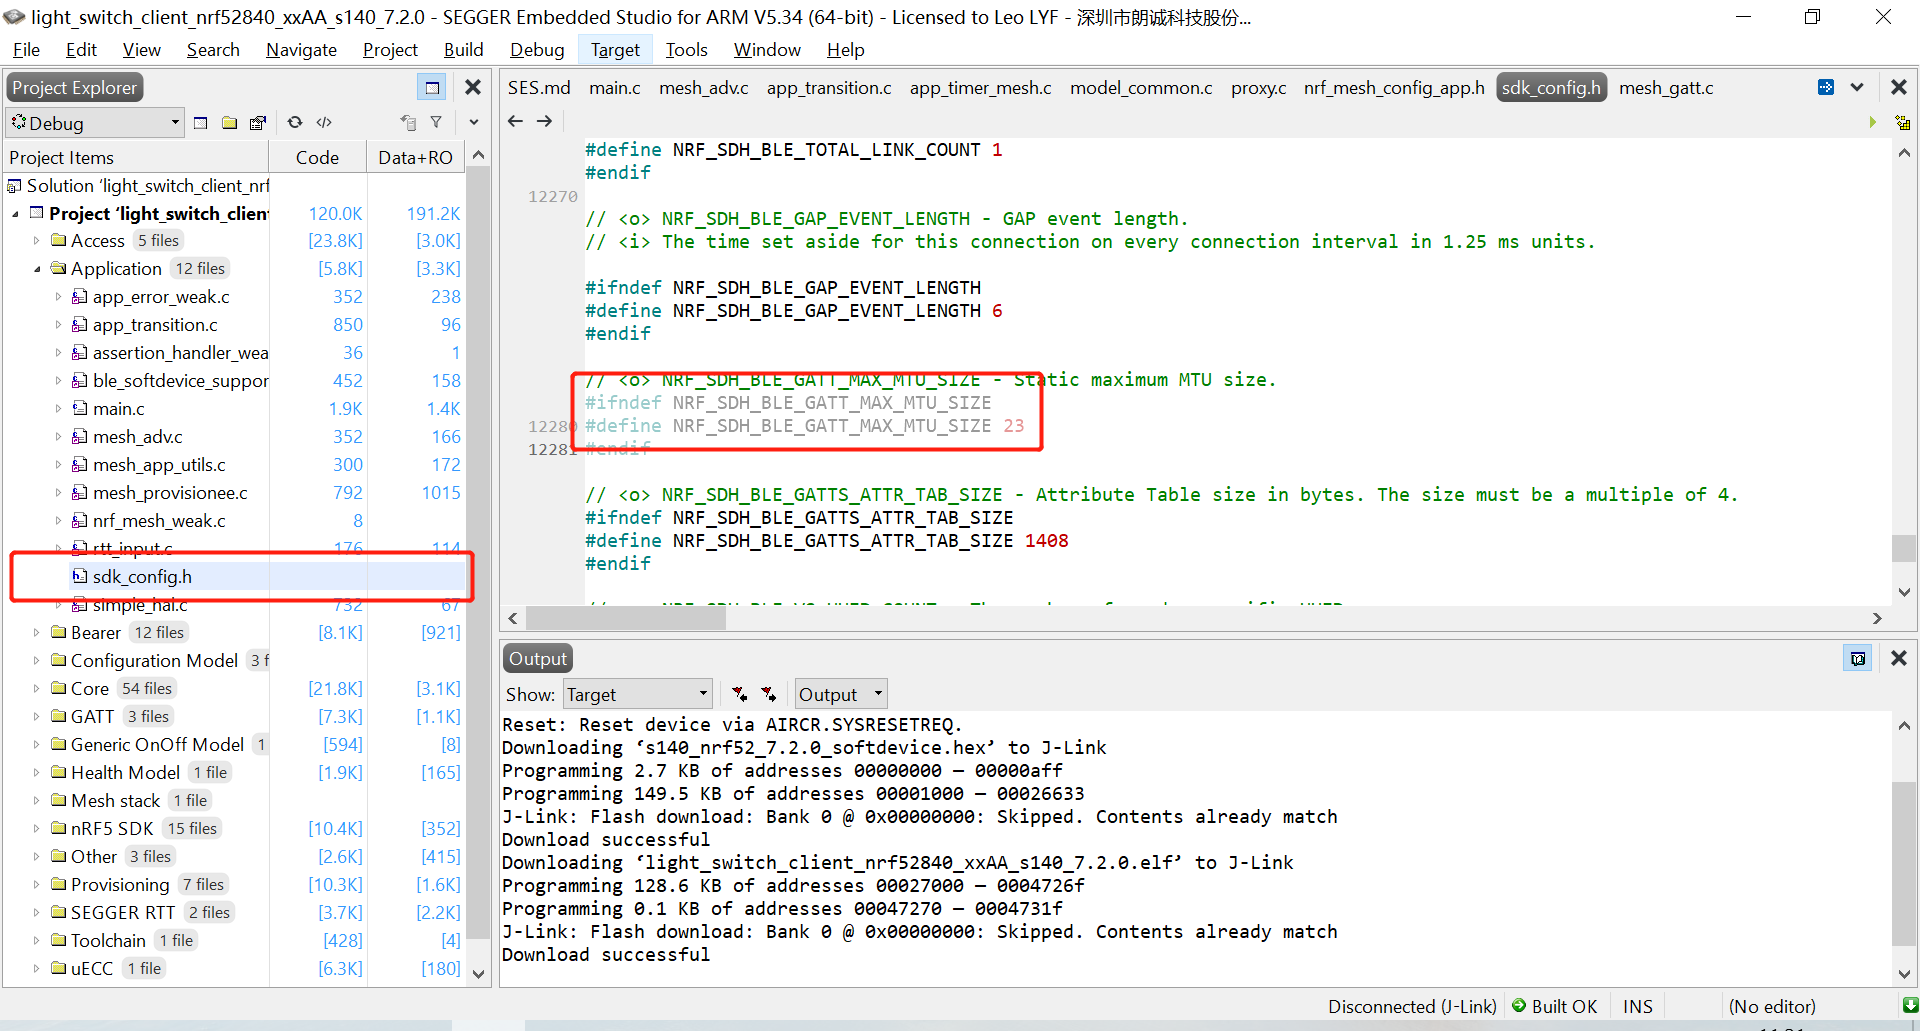 light_switch_client_nrf52840_xxAA_s140_7.2.0 - SEGGER Embedded Studio for ARM V5.34 (64-bit) - Licensed to Leo LYF - 深圳市朗诚科技股份...
File Edit View Search Navigate Project Build Debug Target Tools Window Help
Project Explorer
Debug
Project Items Code Data+RO
Solution ‘light_switch_client_nrf
Project ‘light_switch_client 120.0K 191.2K
Access 5 files [23.8K] [3.0K]
Application 12 files [5.8K] [3.3K]
app_error_weak.c 352 238
app_transition.c 850 96
assertion_handler_wea 36 1
ble_softdevice_suppor 452 158
main.c 1.9K 1.4K
mesh_adv.c 352 166
mesh_app_utils.c 300 172
mesh_provisionee.c 792 1015
nrf_mesh_weak.c 8
rtt_input.c 176 114
sdk_config.h
simple_hal.c 732 67
Bearer 12 files [8.1K] [921]
Configuration Model 3 f
Core 54 files [21.8K] [3.1K]
GATT 3 files [7.3K] [1.1K]
Generic OnOff Model 1 [594] [8]
Health Model 1 file [1.9K] [165]
Mesh stack 1 file
nRF5 SDK 15 files [10.4K] [352]
Other 3 files [2.6K] [415]
Provisioning 7 files [10.3K] [1.6K]
SEGGER RTT 2 files [3.7K] [2.2K]
Toolchain 1 file [428] [4]
uECC 1 file [6.3K] [180]
SES.md main.c mesh_adv.c app_transition.c app_timer_mesh.c model_common.c proxy.c nrf_mesh_config_app.h sdk_config.h mesh_gatt.c
#define NRF_SDH_BLE_TOTAL_LINK_COUNT 1
#endif
12270
// <o> NRF_SDH_BLE_GAP_EVENT_LENGTH - GAP event length.
// <i> The time set aside for this connection on every connection interval in 1.25 ms units.
#ifndef NRF_SDH_BLE_GAP_EVENT_LENGTH
#define NRF_SDH_BLE_GAP_EVENT_LENGTH 6
#endif
// <o> NRF_SDH_BLE_GATT_MAX_MTU_SIZE - Static maximum MTU size.
#ifndef NRF_SDH_BLE_GATT_MAX_MTU_SIZE
12280 #define NRF_SDH_BLE_GATT_MAX_MTU_SIZE 23
12281 #endif
// <o> NRF_SDH_BLE_GATTS_ATTR_TAB_SIZE - Attribute Table size in bytes. The size must be a multiple of 4.
#ifndef NRF_SDH_BLE_GATTS_ATTR_TAB_SIZE
#define NRF_SDH_BLE_GATTS_ATTR_TAB_SIZE 1408
#endif
Output
Show: Target Output
Reset: Reset device via AIRCR.SYSRESETREQ.
Downloading ‘s140_nrf52_7.2.0_softdevice.hex’ to J-Link
Programming 2.7 KB of addresses 00000000 — 00000aff
Programming 149.5 KB of addresses 00001000 — 00026633
J-Link: Flash download: Bank 0 @ 0x00000000: Skipped. Contents already match
Download successful
Downloading ‘light_switch_client_nrf52840_xxAA_s140_7.2.0.elf’ to J-Link
Programming 128.6 KB of addresses 00027000 — 0004726f
Programming 0.1 KB of addresses 00047270 — 0004731f
J-Link: Flash download: Bank 0 @ 0x00000000: Skipped. Contents already match
Download successful
Disconnected (J-Link) Built OK INS (No editor)